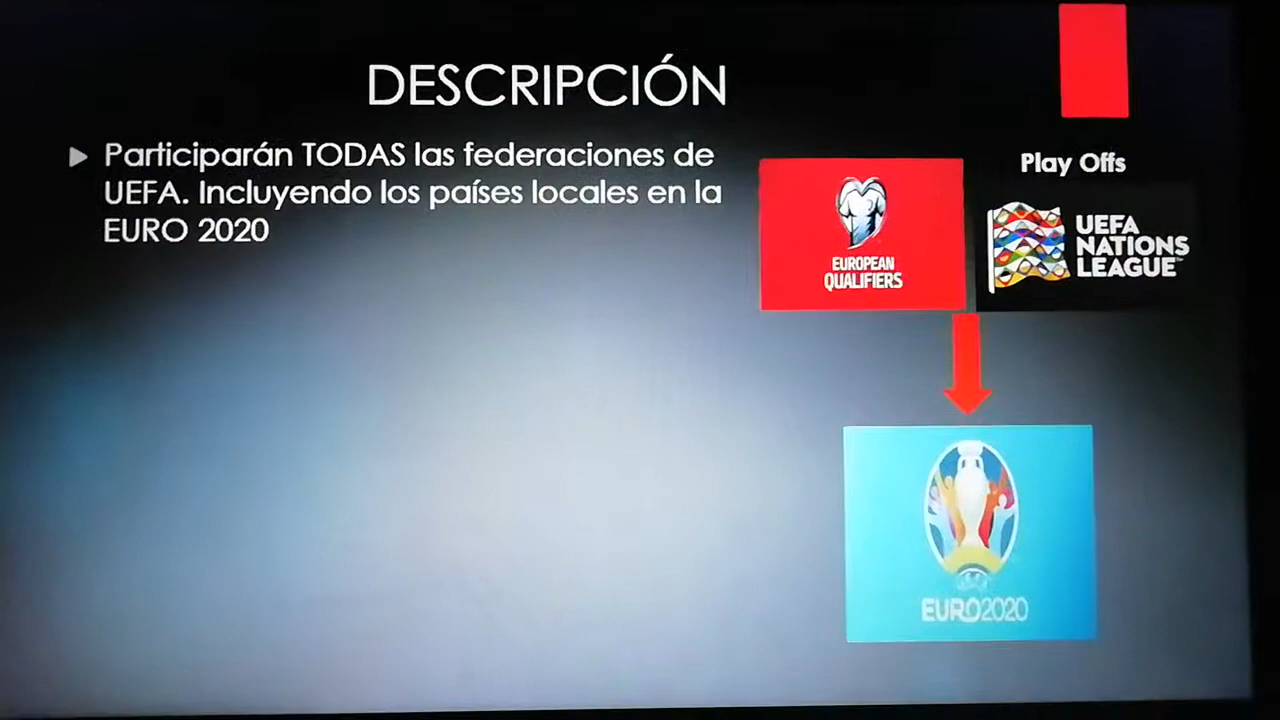 DESCRIPCIÓN
Participarán TODAS las federaciones de
UEFA. Incluyendo los países locales en la
EURO 2020
Play Offs
EUROPEAN
QUALIFIERS
UEFA
NATIONS
LEAGUE™
EURO2020